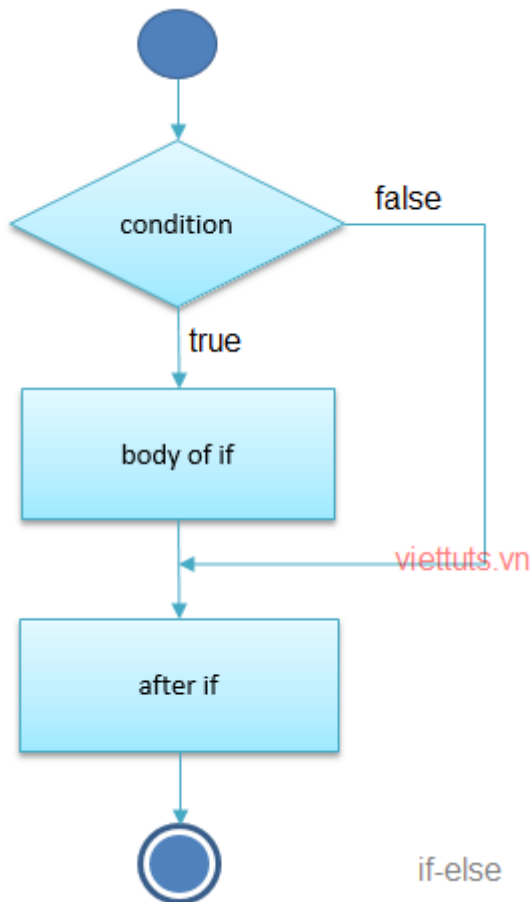 condition
false
true
body of if
viettuts.vn
after if
if-else